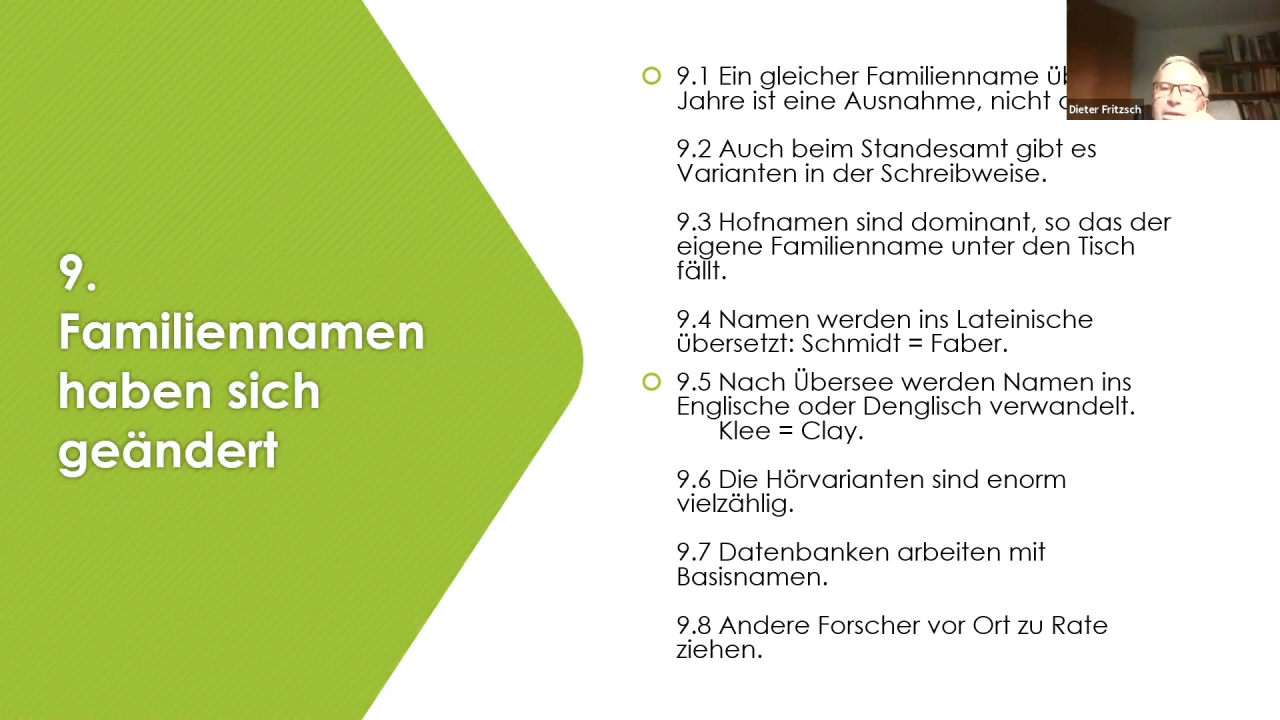 9.
Familiennamen
haben sich
geändert
9.1 Ein gleicher Familienname
Jahre ist eine Ausnahme, nicht
9.2 Auch beim Standesamt gibt es
Varianten in der Schreibweise.
9.3 Hofnamen sind dominant, so das der
eigene Familienname unter den Tisch
fällt.
9.4 Namen werden ins Lateinische
übersetzt: Schmidt = Faber.
9.5 Nach Übersee werden Namen ins
Englische oder Denglisch verwandelt.
Klee = Clay.
9.6 Die Hörvarianten sind enorm
vielzählig.
9.7 Datenbanken arbeiten mit
Basisnamen.
9.8 Andere Forscher vor Ort zu Rate
ziehen.
Dieter Fritzsch